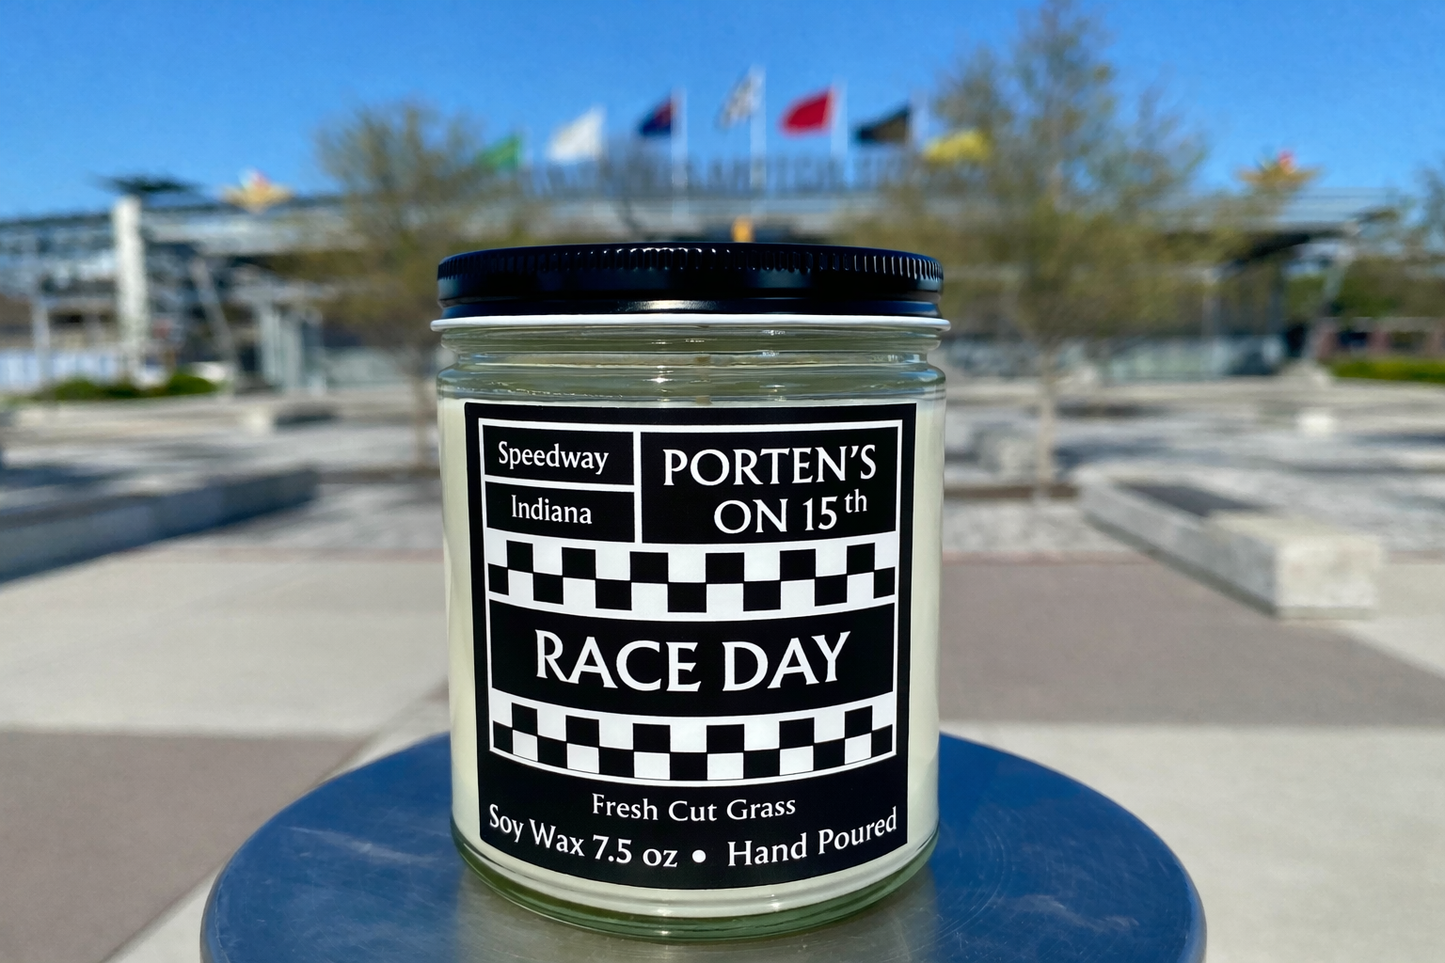 Speedway
Indiana
PORTEN'S
ON 15th
RACE DAY
Fresh Cut Grass
Soy Wax 7.5 oz • Hand Poured